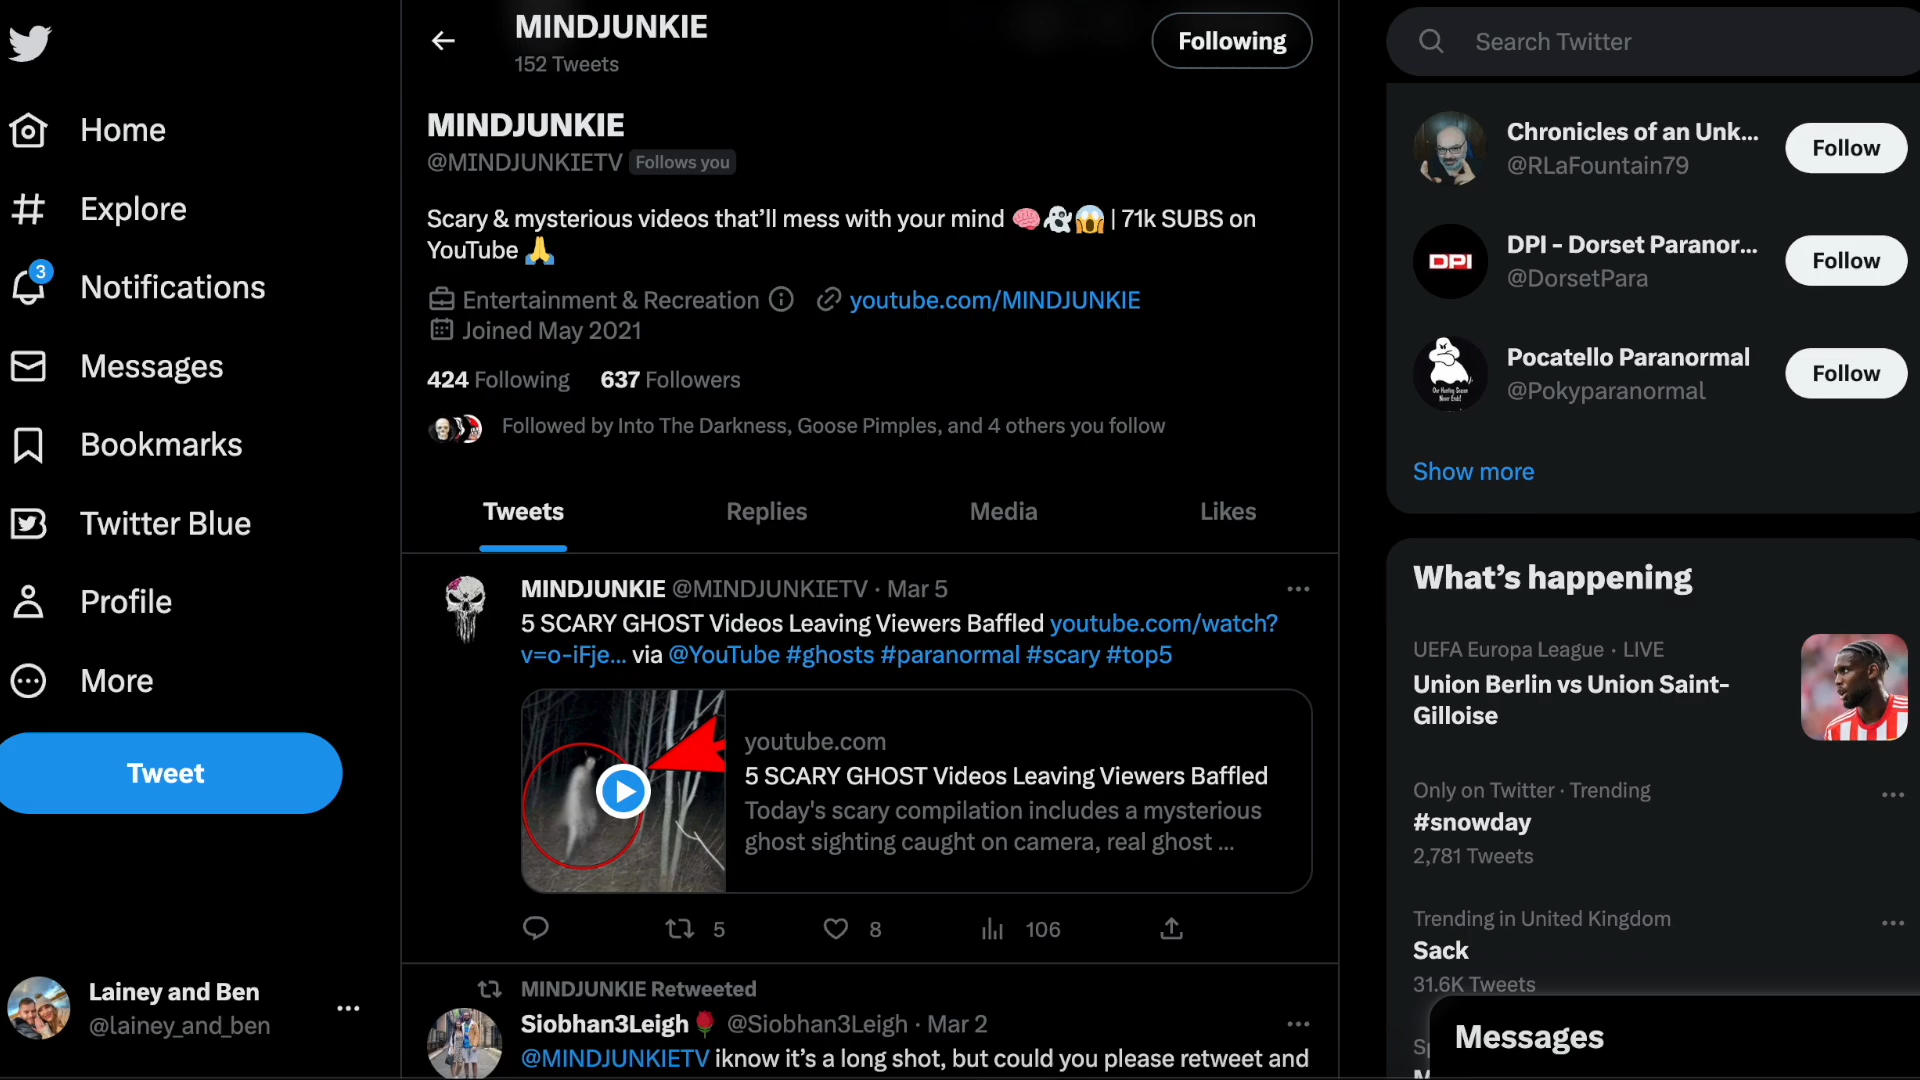 MINDJUNKIE
152 Tweets
Following
Search Twitter
Home
Explore
3
Notifications
Messages
Bookmarks
Twitter Blue
Profile
More
Tweet
Lainey and Ben
@lainey_and_ben
MINDJUNKIE
@MINDJUNKIETV Follows you
Scary & mysterious videos that’ll mess with your mind 🧠👻😱 | 71k SUBS on
YouTube 🙏
Entertainment & Recreation youtube.com/MINDJUNKIE
Joined May 2021
424 Following 637 Followers
Followed by Into The Darkness, Goose Pimples, and 4 others you follow
Tweets Replies Media Likes
MINDJUNKIE @MINDJUNKIETV · Mar 5
5 SCARY GHOST Videos Leaving Viewers Baffled youtube.com/watch?
v=o-iFje... via @YouTube #ghosts #paranormal #scary #top5
youtube.com
5 SCARY GHOST Videos Leaving Viewers Baffled
Today's scary compilation includes a mysterious
ghost sighting caught on camera, real ghost ...
5 8 106
MINDJUNKIE Retweeted
Siobhan3Leigh🌹 @Siobhan3Leigh · Mar 2
@MINDJUNKIETV iknow it’s a long shot, but could you please retweet and
Chronicles of an Unk...
@RLaFountain79
Follow
DPI
DPI - Dorset Paranor...
@DorsetPara
Follow
Our Hunting Season
Never Ends!
Pocatello Paranormal
@Pokyparanormal
Follow
Show more
What’s happening
UEFA Europa League · LIVE
Union Berlin vs Union Saint-
Gilloise
Only on Twitter · Trending
#snowday
2,781 Tweets
Trending in United Kingdom
Sack
31.6K Tweets
Messages